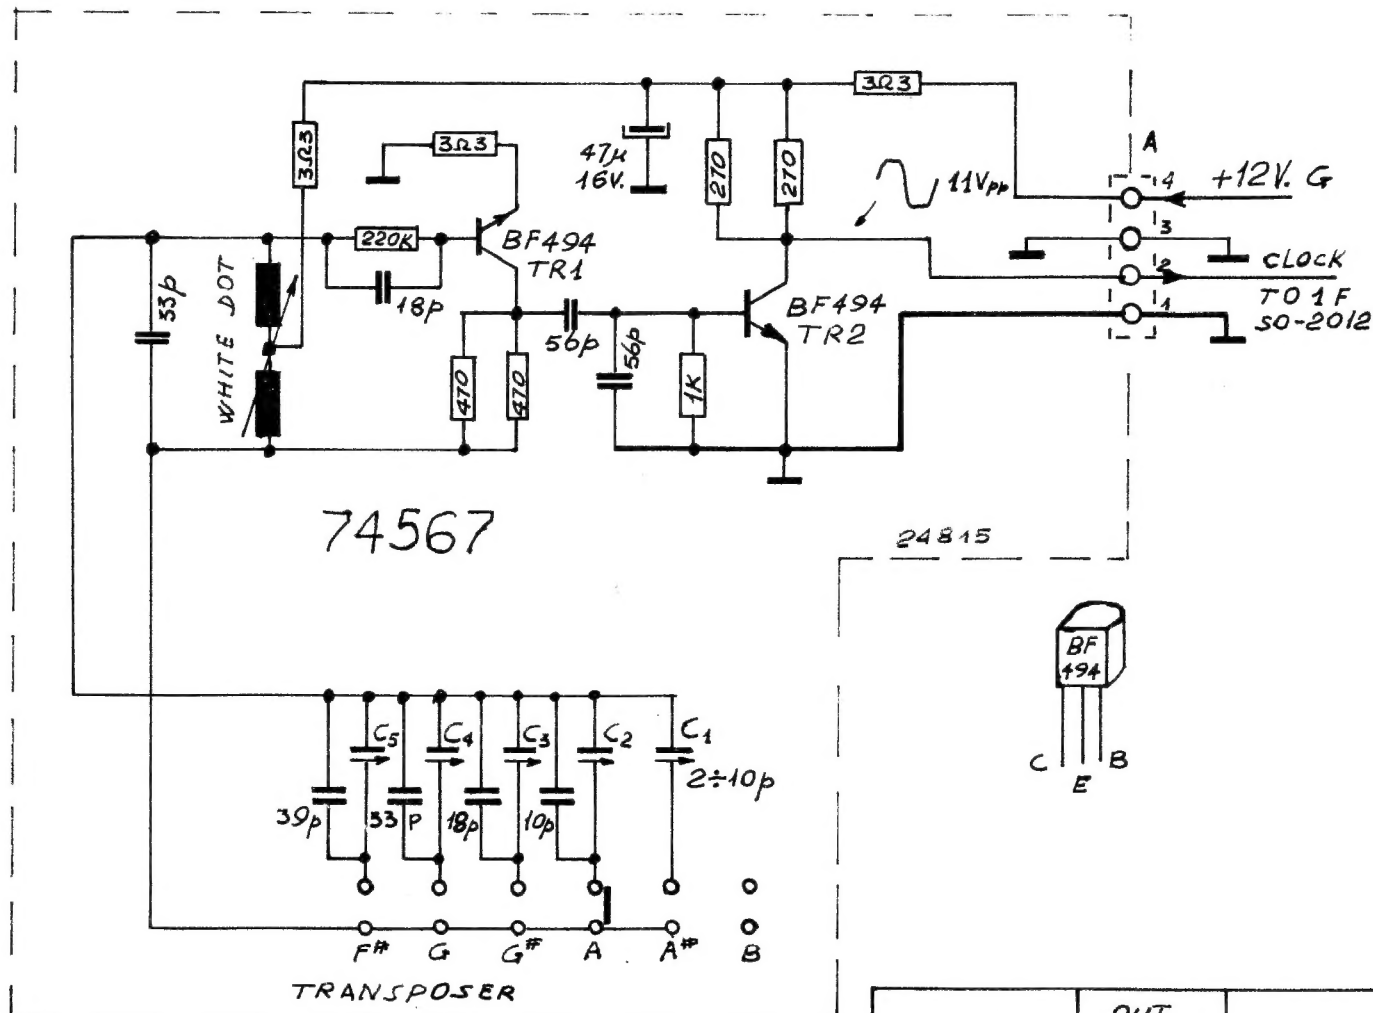 A
3Ω3
4
+12V. G
3Ω3
3Ω3
47µ
16V.
270
270
11Vpp
3
220K
BF494
TR1
18p
33p
WHITE DOT
2
CLOCK
TO 1F
SO-2012
BF494
TR2
1
56p
56p
470
470
1K
74567
24815
BF
494
C
E
B
C5
C4
C3
C2
C1
2÷10p
39p
33p
18p
10p
F#
G
G#
A
A#
B
TRANSPOSER
OUT